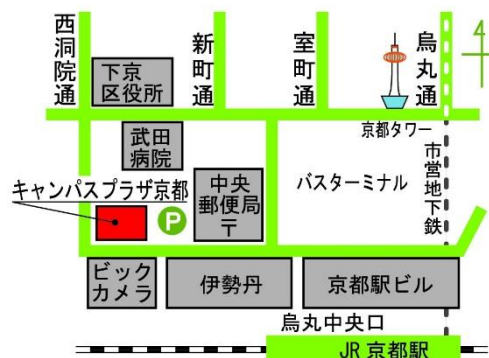 西洞院通
新町通
室町通
烏丸通
4
下京
区役所
京都タワー
武田
病院
市営地下鉄
バスターミナル
キャンパスプラザ京都
中央
郵便局
〒
P
ビック
カメラ
伊勢丹
京都駅ビル
烏丸中央口
JR 京都駅